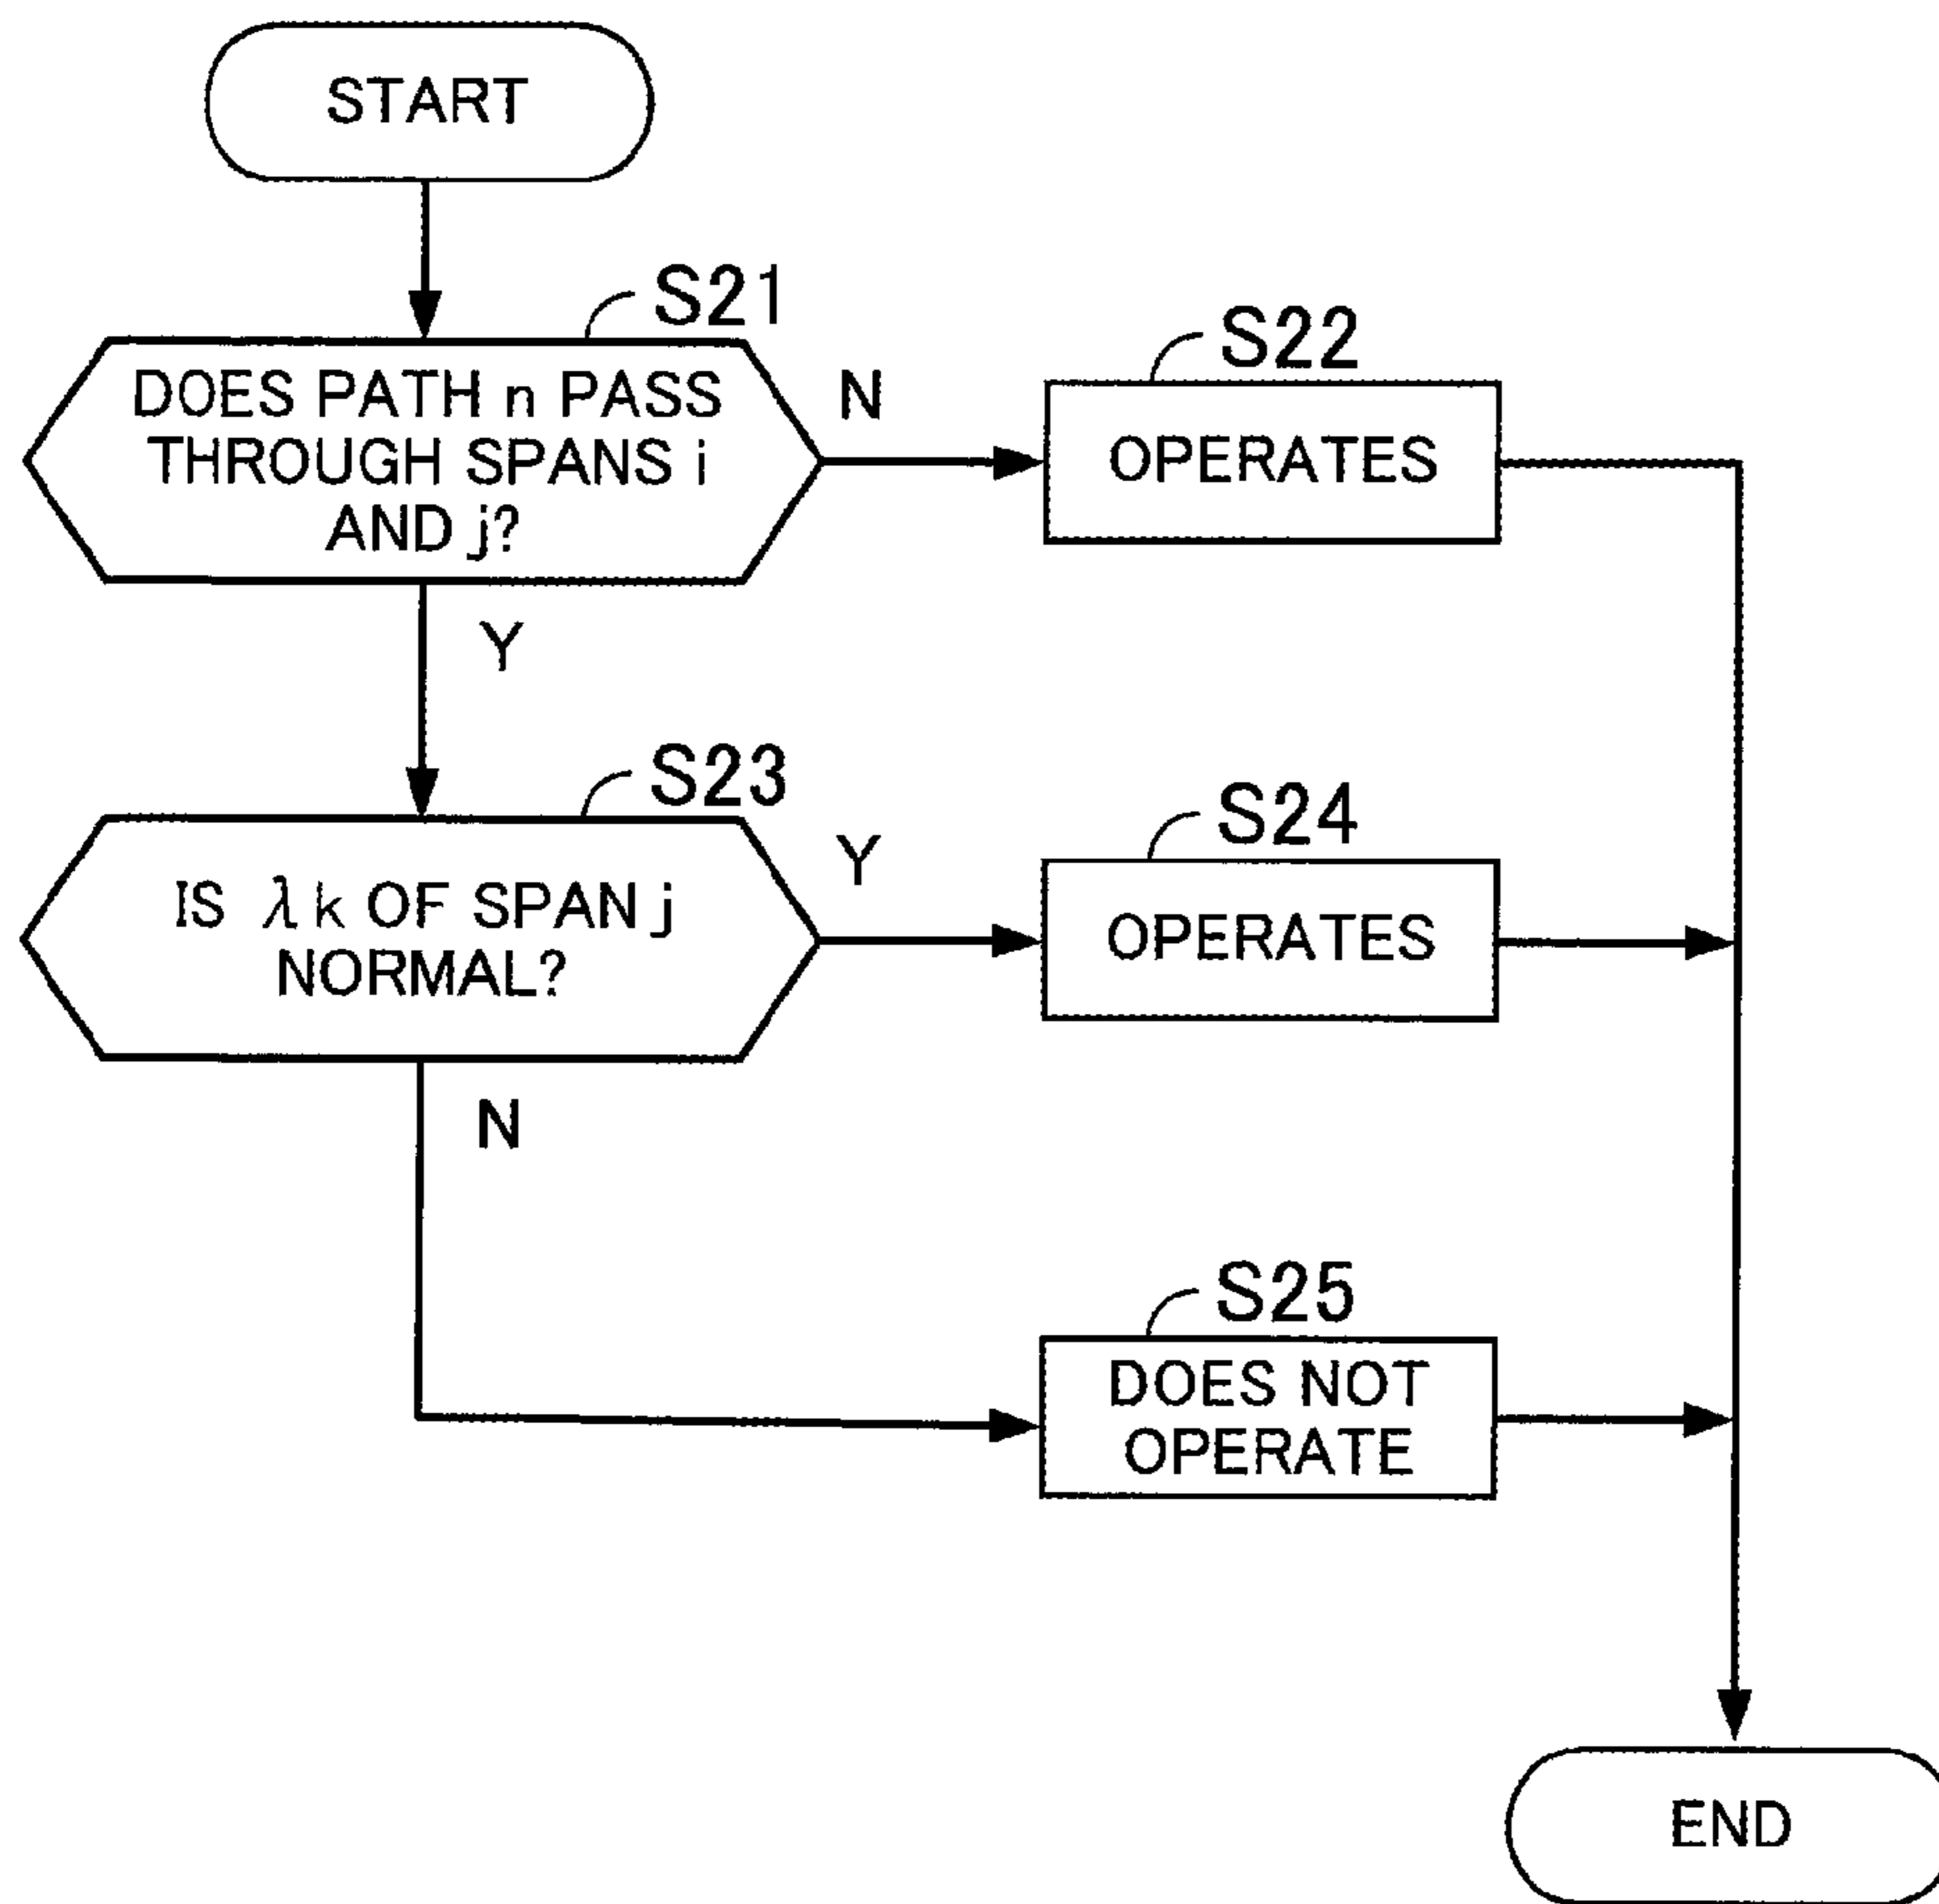 START
S21
DOES PATH n PASS
THROUGH SPANS i
AND j?
N
S22
OPERATES
Y
S23
IS λk OF SPAN j
NORMAL?
Y
S24
OPERATES
N
S25
DOES NOT
OPERATE
END